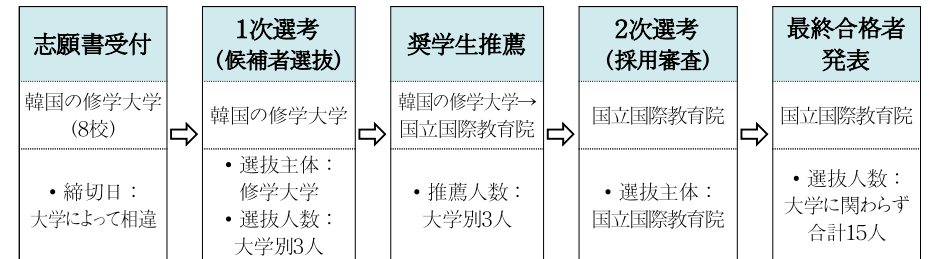 志願書受付
韓国の修学大学
(8校)
• 締切日：
大学によって相違
1次選考
(候補者選抜)
韓国の修学大学
• 選抜主体：
修学大学
• 選抜人数：
大学別3人
奨学生推薦
韓国の修学大学→
国立国際教育院
• 推薦人数：
大学別3人
2次選考
(採用審査)
国立国際教育院
• 選抜主体：
国立国際教育院
最終合格者
発表
国立国際教育院
• 選抜人数：
大学に関わらず
合計15人